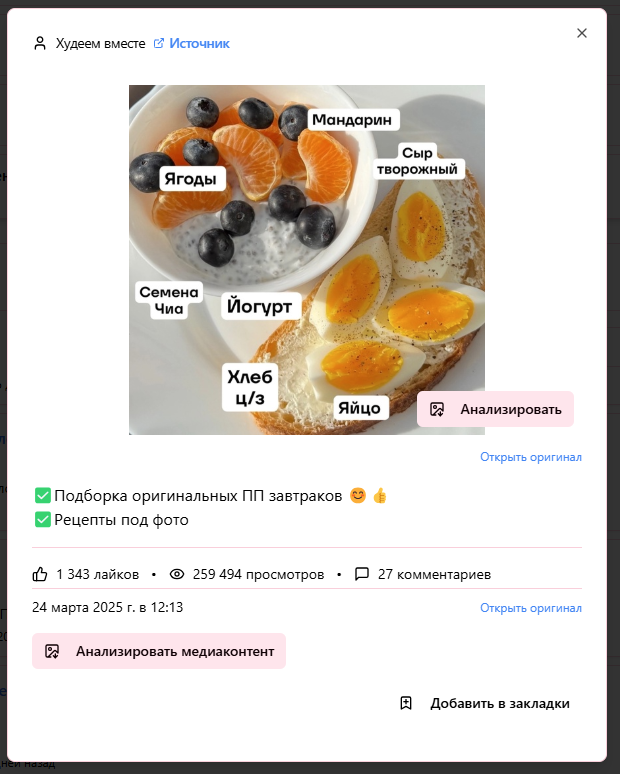 Худеем вместе Источник
Мандарин
Сыр
творожный
Ягоды
Семена
Чиа
Йогурт
Хлеб
ц/з
Яйцо
Анализировать
Открыть оригинал
✅Подборка оригинальных ПП завтраков 😊👍
✅Рецепты под фото
1 343 лайков • 259 494 просмотров • 27 комментариев
24 марта 2025 г. в 12:13 Открыть оригинал
Анализировать медиаконтент
Добавить в закладки
ней назад